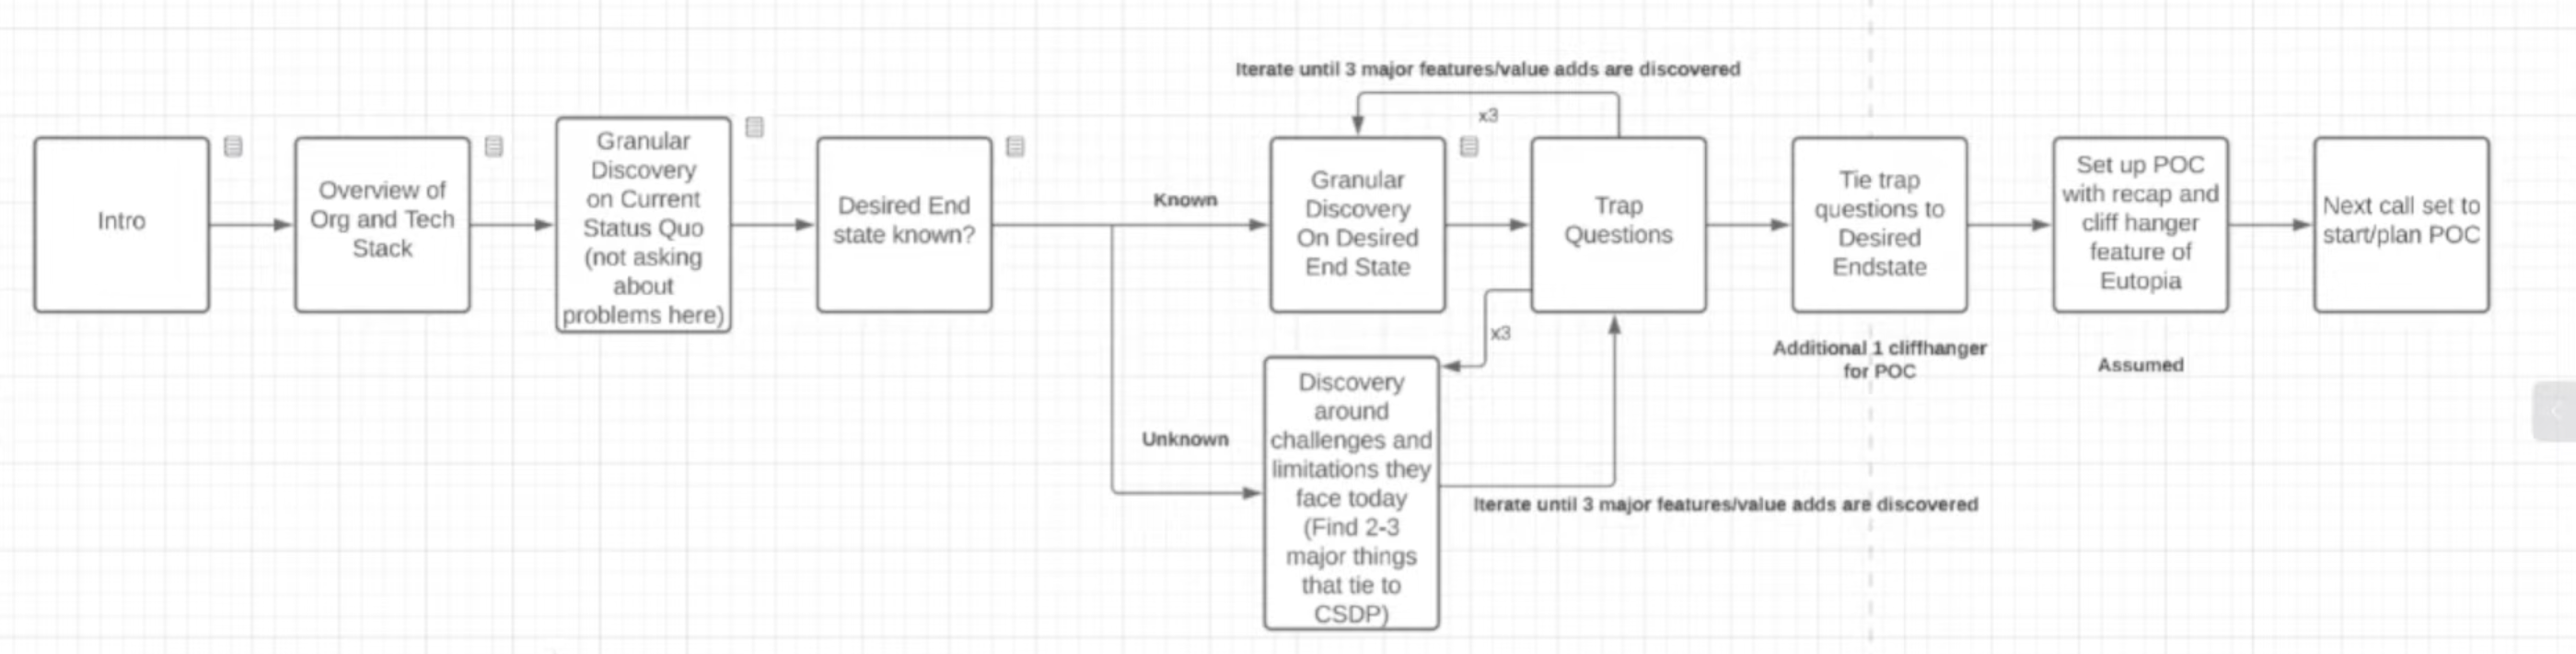 Iterate until 3 major features/value adds are discovered
x3
Intro
Overview of
Org and Tech
Stack
Granular
Discovery
on Current
Status Quo
(not asking
about
problems here)
Desired End
state known?
Known
Granular
Discovery
On Desired
End State
Trap
Questions
Tie trap
questions to
Desired
Endstate
Set up POC
with recap and
cliff hanger
feature of
Eutopia
Next call set to
start/plan POC
x3
Additional 1 cliffhanger
for POC
Assumed
Unknown
Discovery
around
challenges and
limitations they
face today
(Find 2-3
major things
that tie to
CSDP)
Iterate until 3 major features/value adds are discovered